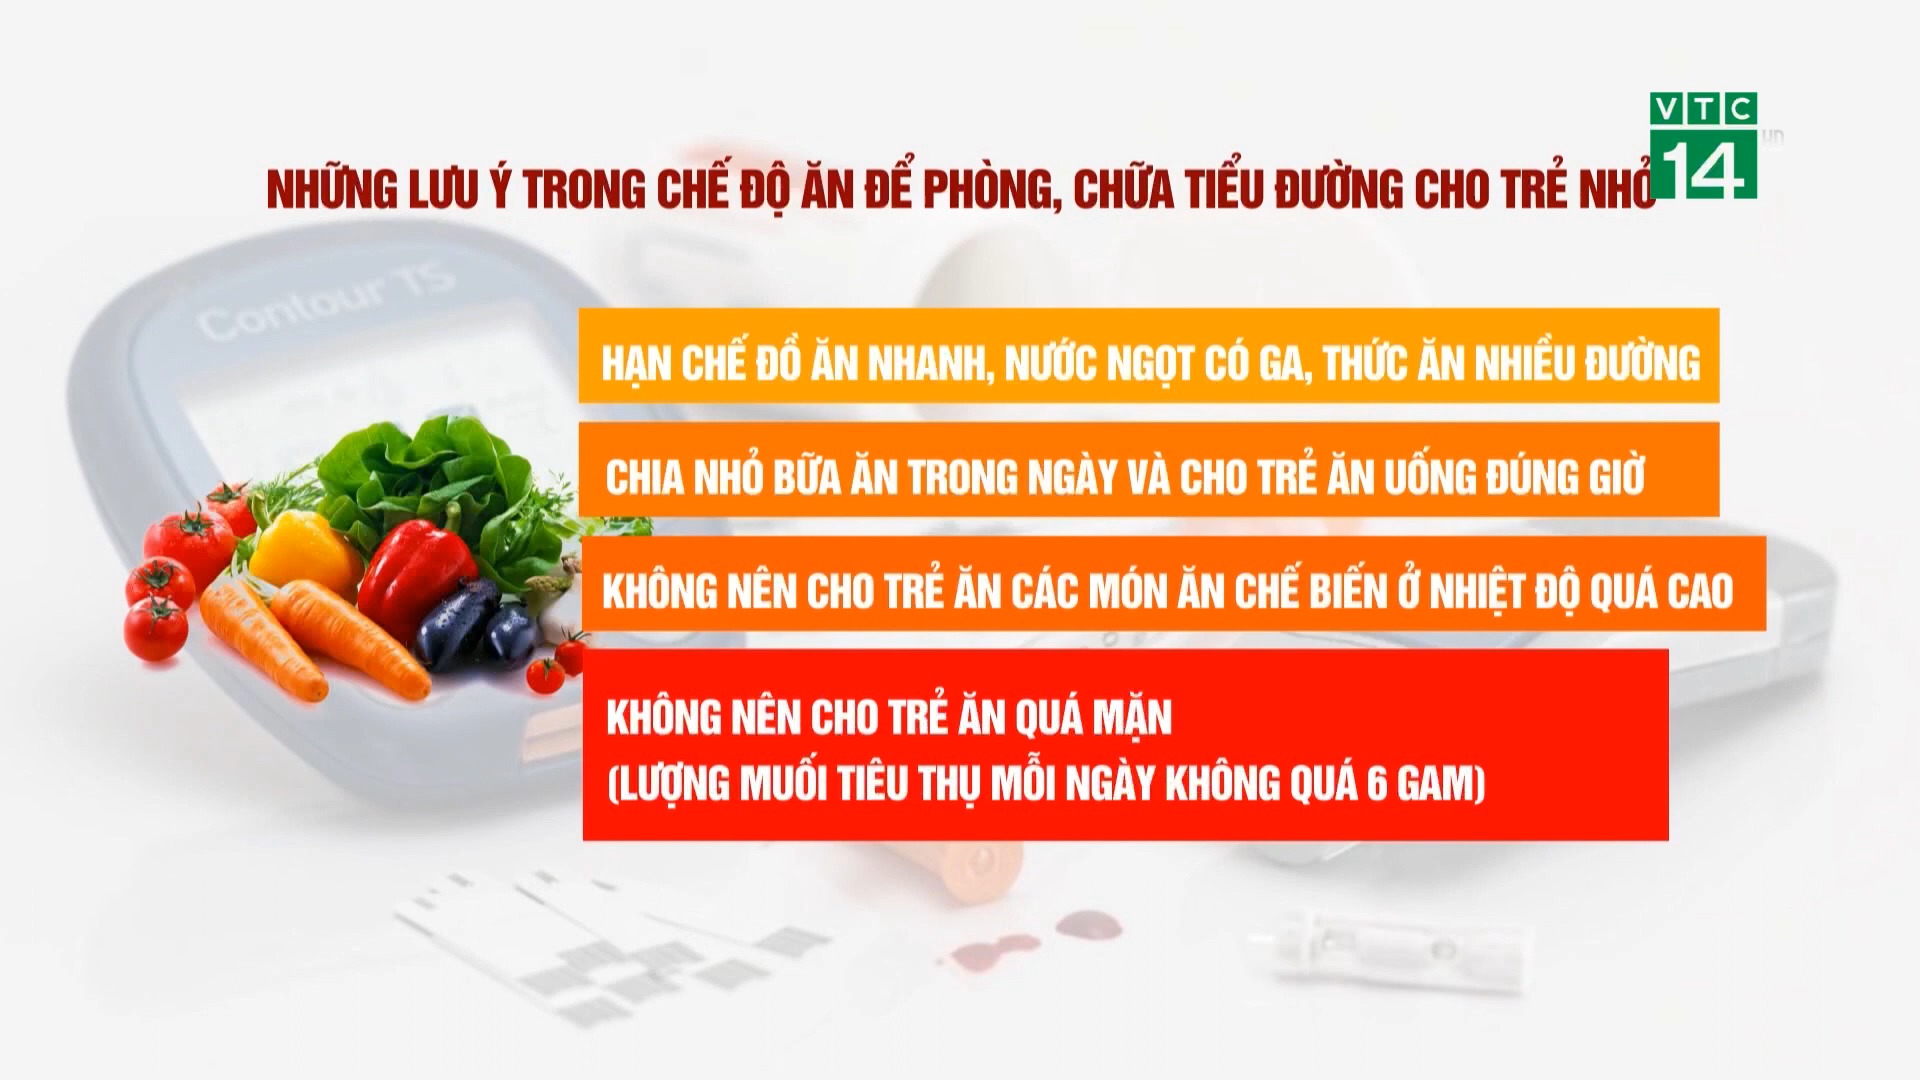 VTC
14
HD
NHỮNG LƯU Ý TRONG CHẾ ĐỘ ĂN ĐỂ PHÒNG, CHỮA TIỂU ĐƯỜNG CHO TRẺ NHỎ
Contour TS
HẠN CHẾ ĐỒ ĂN NHANH, NƯỚC NGỌT CÓ GA, THỨC ĂN NHIỀU ĐƯỜNG
CHIA NHỎ BỮA ĂN TRONG NGÀY VÀ CHO TRẺ ĂN UỐNG ĐÚNG GIỜ
KHÔNG NÊN CHO TRẺ ĂN CÁC MÓN ĂN CHẾ BIẾN Ở NHIỆT ĐỘ QUÁ CAO
KHÔNG NÊN CHO TRẺ ĂN QUÁ MẶN
(LƯỢNG MUỐI TIÊU THỤ MỖI NGÀY KHÔNG QUÁ 6 GAM)